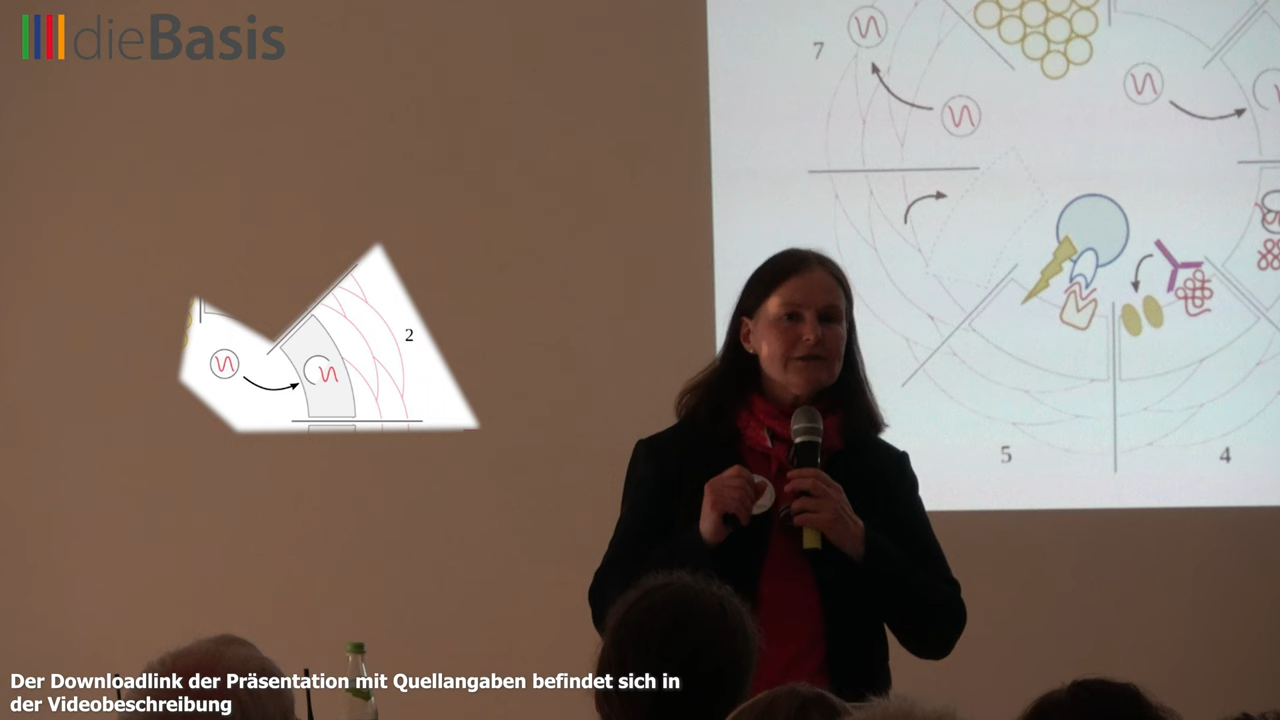 dieBasis
7
2
5
4
Der Downloadlink der Präsentation mit Quellangaben befindet sich in
der Videobeschreibung